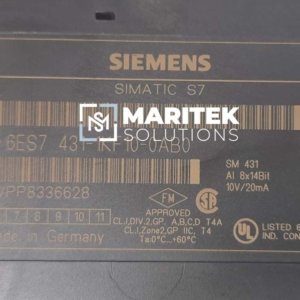 SIEMENS
SIMATIC S7
MARITEK
SOLUTIONS
6ES7 431-1KF10-0AB0
SM 431
AI 8x14Bit
10V/20mA
VPP8336628
FM
APPROVED
7 8 9 10 11
CL.I,DIV.2,GP. A,B,C,D T4A
CL.I,Zone2,GP IIC, T4
Ta:0°C...+60°C
UL
LISTED
Made in Germany